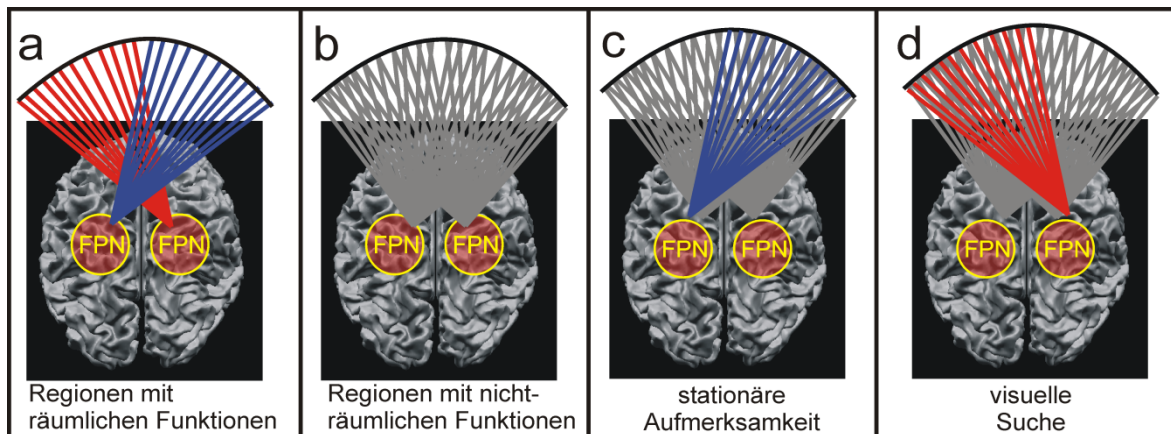 a
FPN FPN
Regionen mit
räumlichen Funktionen
b
FPN FPN
Regionen mit nicht-
räumlichen Funktionen
c
FPN FPN
stationäre
Aufmerksamkeit
d
FPN FPN
visuelle
Suche